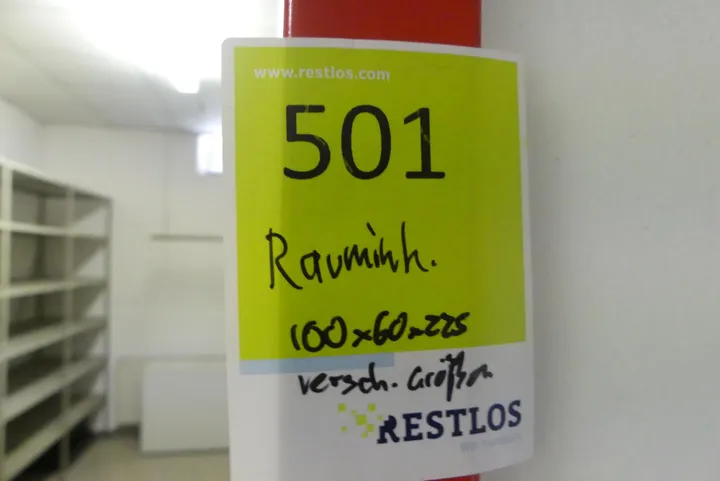 www.restlos.com
501
Rauminh.
100x60x225
versch. Größen
RESTLOS